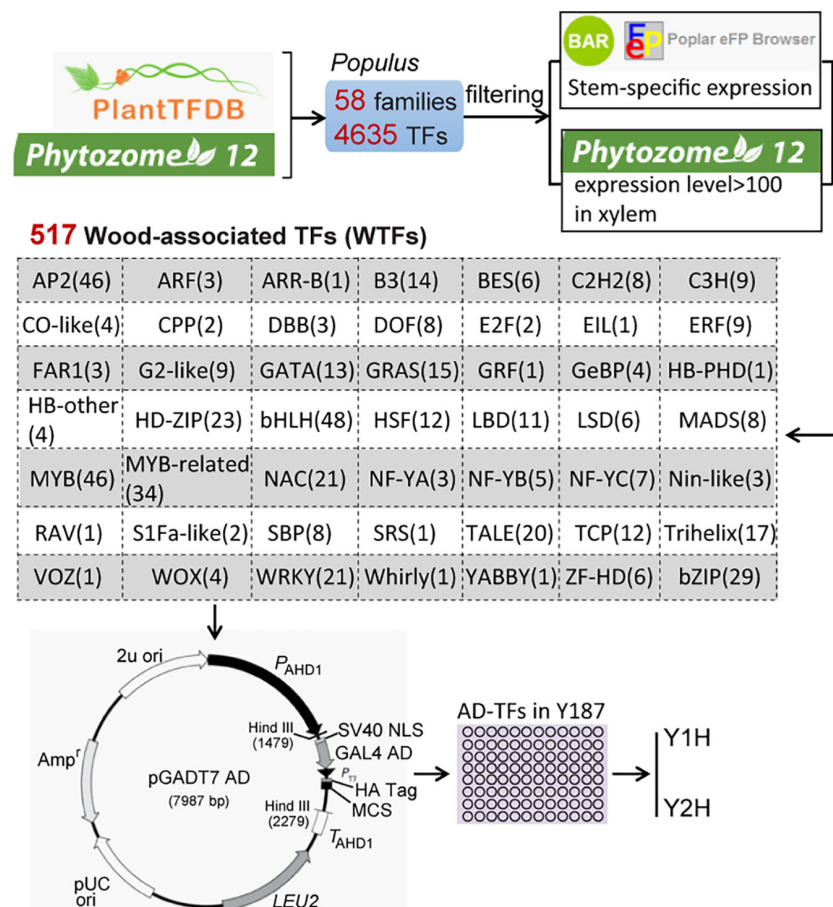 PlantTFDB
Phytozome 12
Populus
58 families
4635 TFs
filtering
BAR
eFP
Poplar eFP Browser
Stem-specific expression
Phytozome 12
expression level>100
in xylem
517 Wood-associated TFs (WTFs)
AP2(46) ARF(3) ARR-B(1) B3(14) BES(6) C2H2(8) C3H(9)
CO-like(4) CPP(2) DBB(3) DOF(8) E2F(2) EIL(1) ERF(9)
FAR1(3) G2-like(9) GATA(13) GRAS(15) GRF(1) GeBP(4) HB-PHD(1)
HB-other
(4) HD-ZIP(23) bHLH(48) HSF(12) LBD(11) LSD(6) MADS(8)
MYB(46) MYB-related
(34) NAC(21) NF-YA(3) NF-YB(5) NF-YC(7) Nin-like(3)
RAV(1) S1Fa-like(2) SBP(8) SRS(1) TALE(20) TCP(12) Trihelix(17)
VOZ(1) WOX(4) WRKY(21) Whirly(1) YABBY(1) ZF-HD(6) bZIP(29)
2u ori
PAHD1
Hind III
(1479)
SV40 NLS
GAL4 AD
PT7
HA Tag
MCS
Hind III
(2279)
TAHD1
LEU2
pUC
ori
Ampr
pGADT7 AD
(7987 bp)
AD-TFs in Y187
Y1H
Y2H